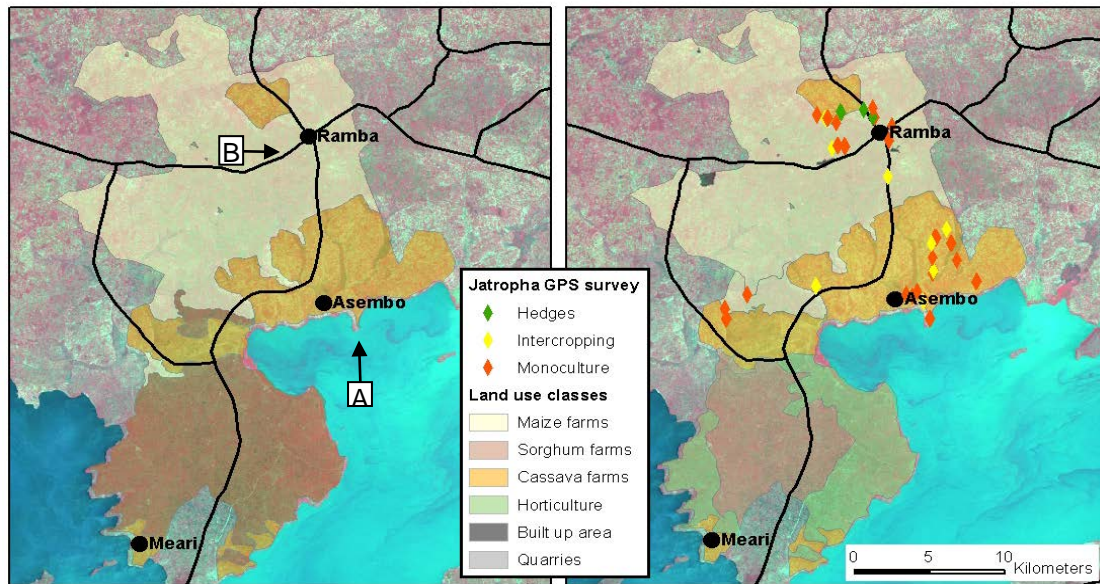 B
Ramba
Asembo
A
Meari
Jatropha GPS survey
Hedges
Intercropping
Monoculture
Land use classes
Maize farms
Sorghum farms
Cassava farms
Horticulture
Built up area
Quarries
Ramba
Asembo
Meari
0 5 10
Kilometers